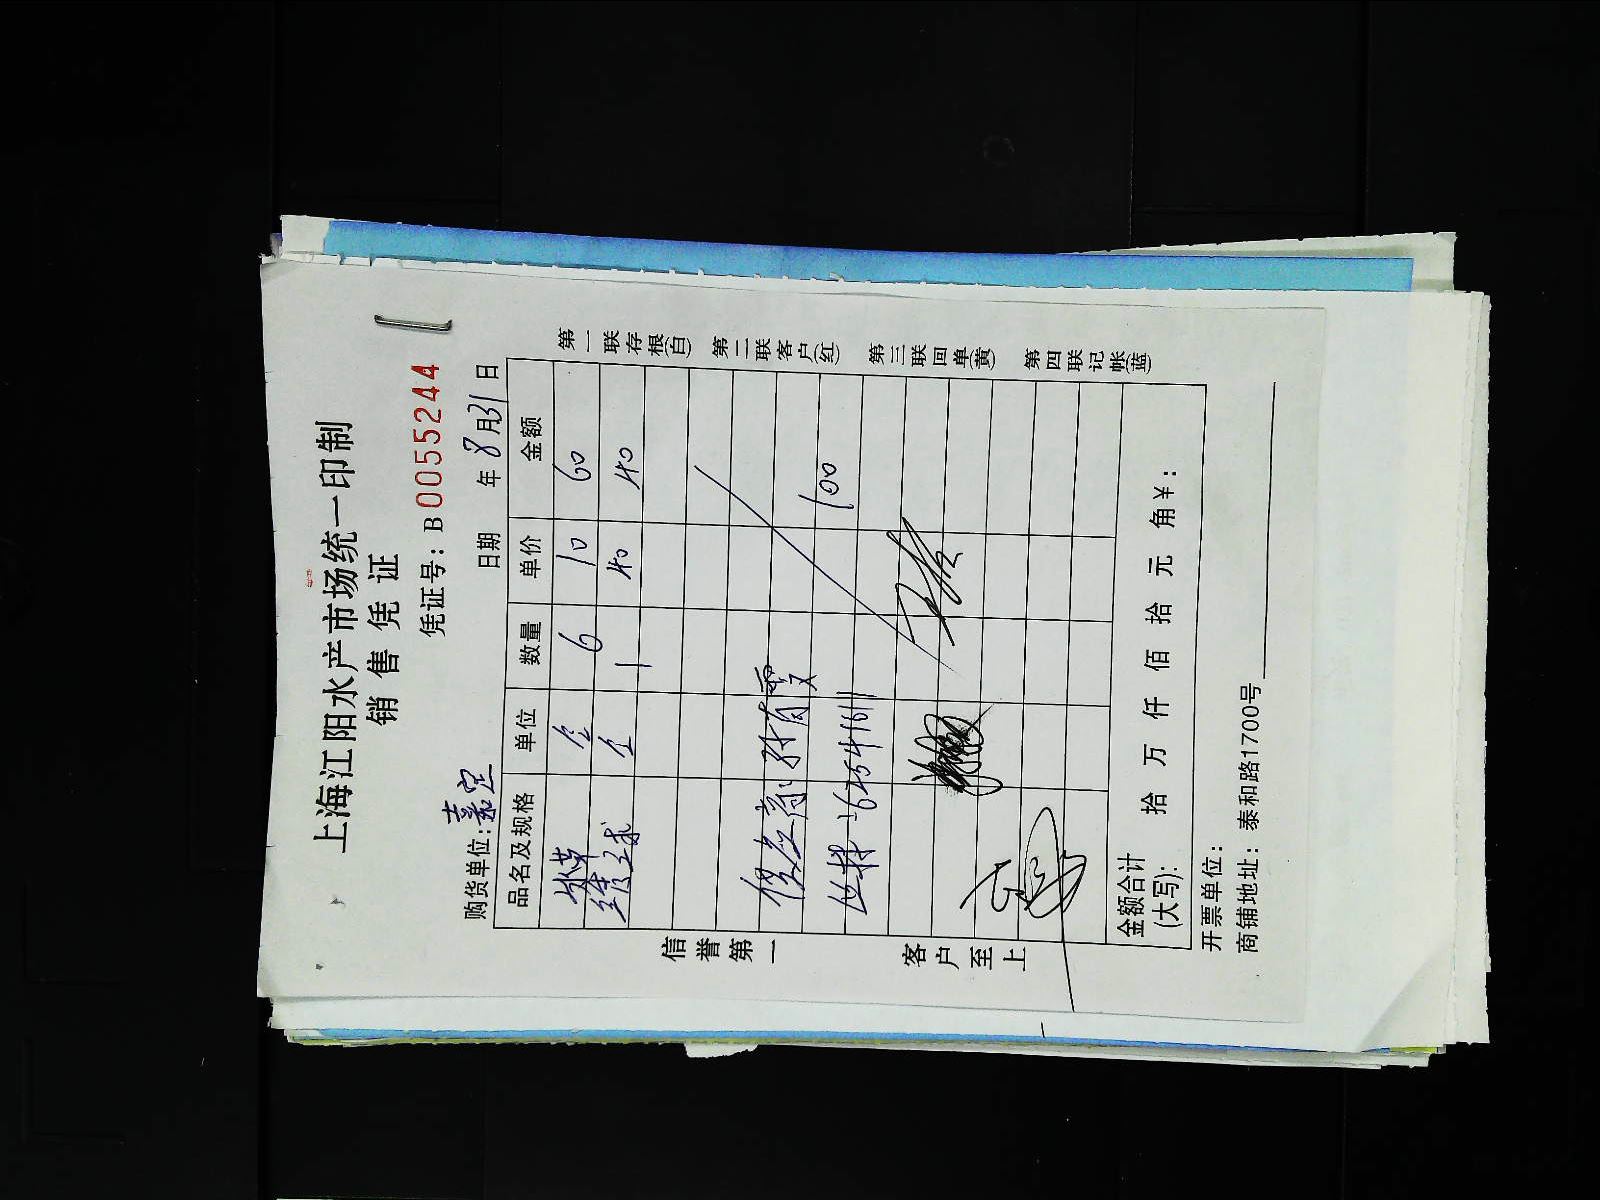 上海江阳水产市场统一印制
销售凭证
凭证号: B 0055244
购货单位: 嘉定 日期 年 8 月 31 日
品名及规格 单位 数量 单价 金额
6 10 60
1 40 40
100
金额合计
(大写): 拾 万 仟 佰 拾 元 角 ¥:
开票单位:
商铺地址: 泰和路1700号
信誉第一
客户至上
第一联存根(白)
第二联客户(红)
第三联回单(黄)
第四联记帐(蓝)